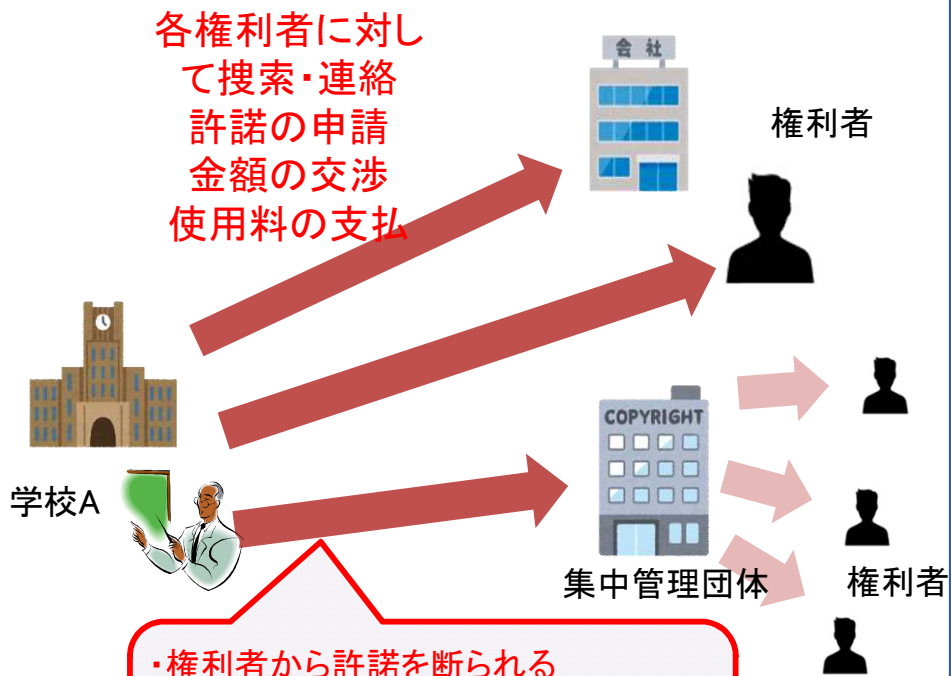 各権利者に対し
て捜索・連絡
許諾の申請
金額の交渉
使用料の支払
会社
権利者
COPYRIGHT
学校A
集中管理団体
権利者
・権利者から許諾を断られる